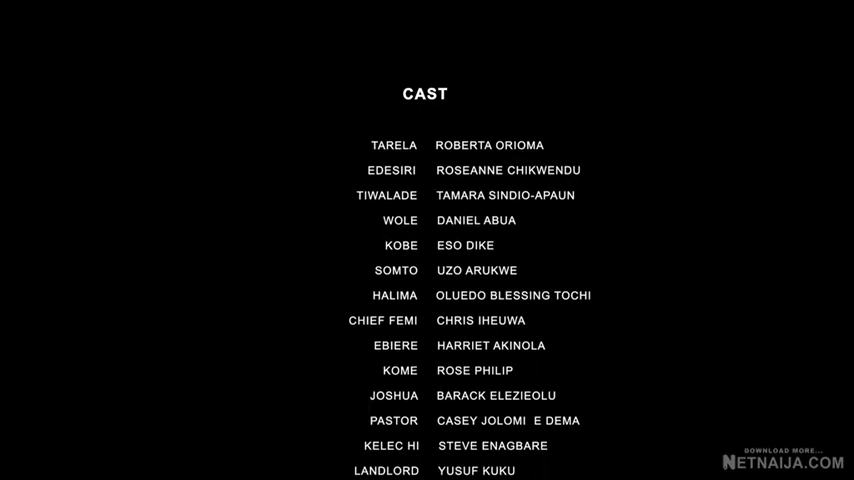 CAST
TARELA ROBERTA ORIOMA
EDESIRI ROSEANNE CHIKWENDU
TIWALADE TAMARA SINDIO-APAUN
WOLE DANIEL ABUA
KOBE ESO DIKE
SOMTO UZO ARUKWE
HALIMA OLUEDO BLESSING TOCHI
CHIEF FEMI CHRIS IHEUWA
EBIERE HARRIET AKINOLA
KOME ROSE PHILIP
JOSHUA BARACK ELEZIEOLU
PASTOR CASEY JOLOMI E DEMA
KELEC HI STEVE ENAGBARE
LANDLORD YUSUF KUKU
DOWNLOAD MORE...
NETNAIJA.COM